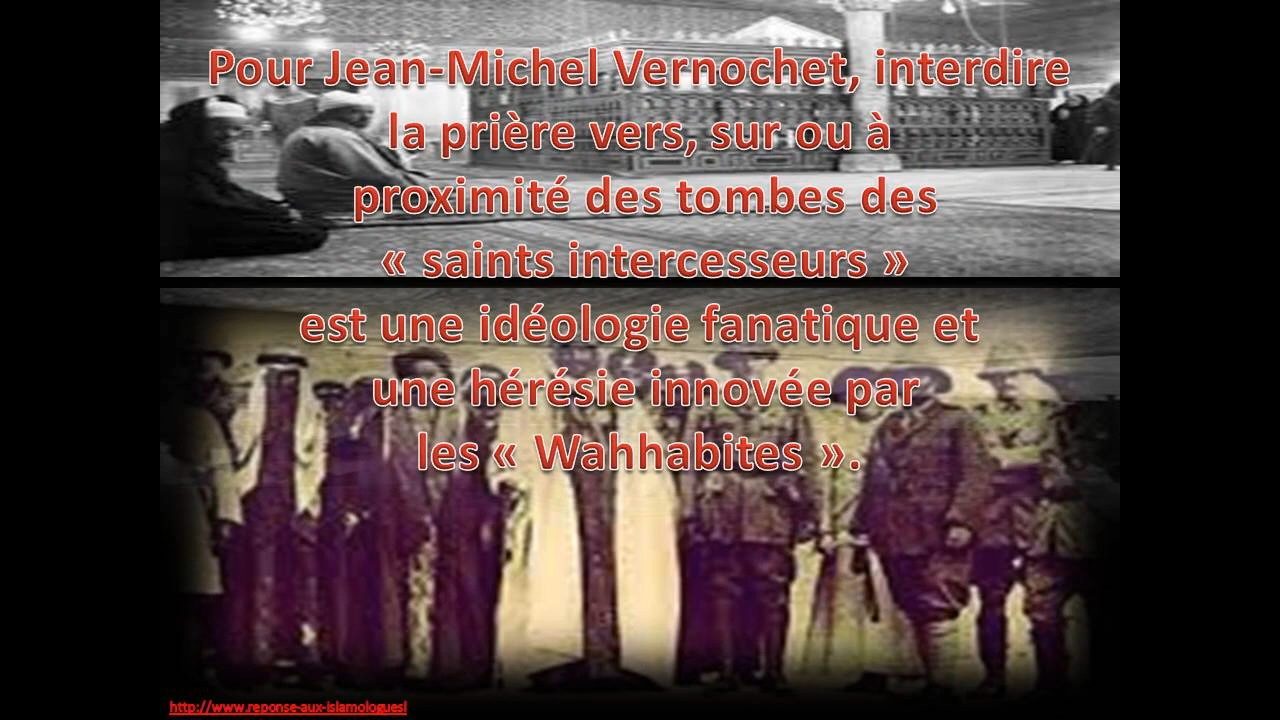 Pour Jean-Michel Vernochet, interdire
la prière vers, sur ou à
proximité des tombes des
« saints intercesseurs »
est une idéologie fanatique et
une hérésie innovée par
les « Wahhabites ».
http://www.reponse-aux-islamologuesl